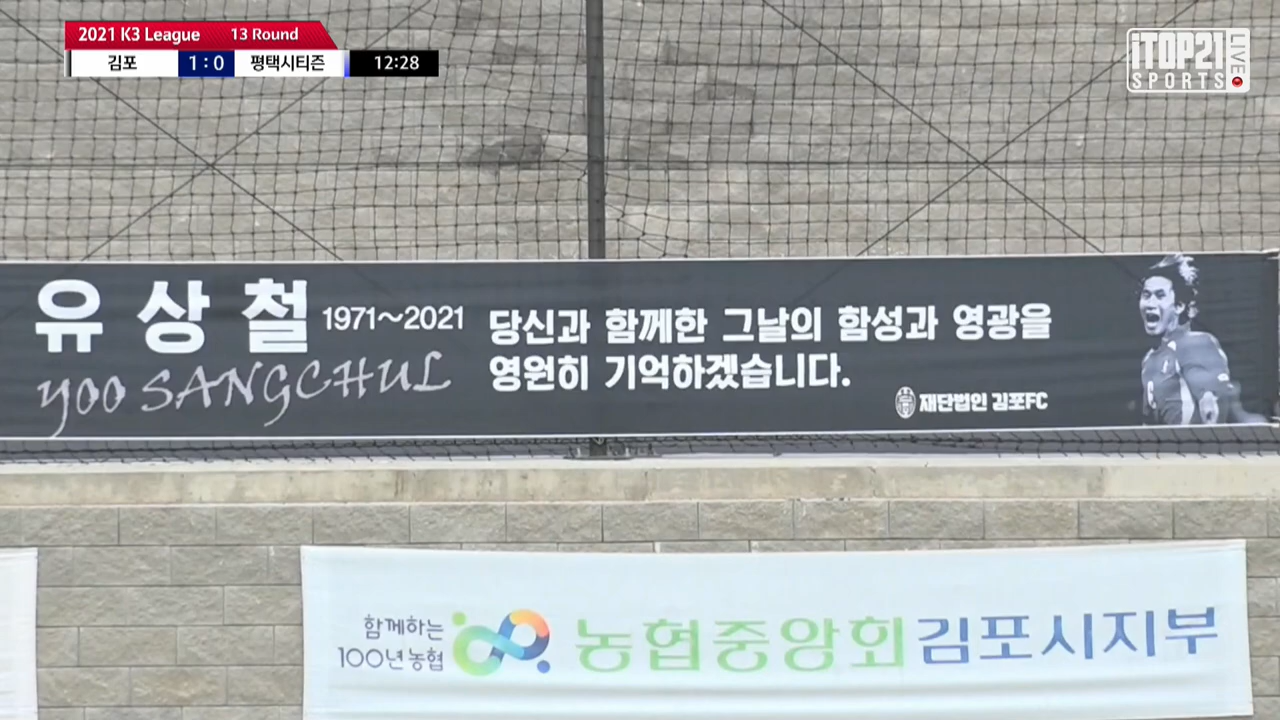 2021 K3 League 13 Round
김포 1 : 0 평택시티즌 12:28
iTOP21 SPORTS LIVE
유상철 1971~2021
YOO SANGCHUL
당신과 함께한 그날의 함성과 영광을
영원히 기억하겠습니다.
재단법인 김포FC
함께하는
100년 농협
농협중앙회 김포시지부